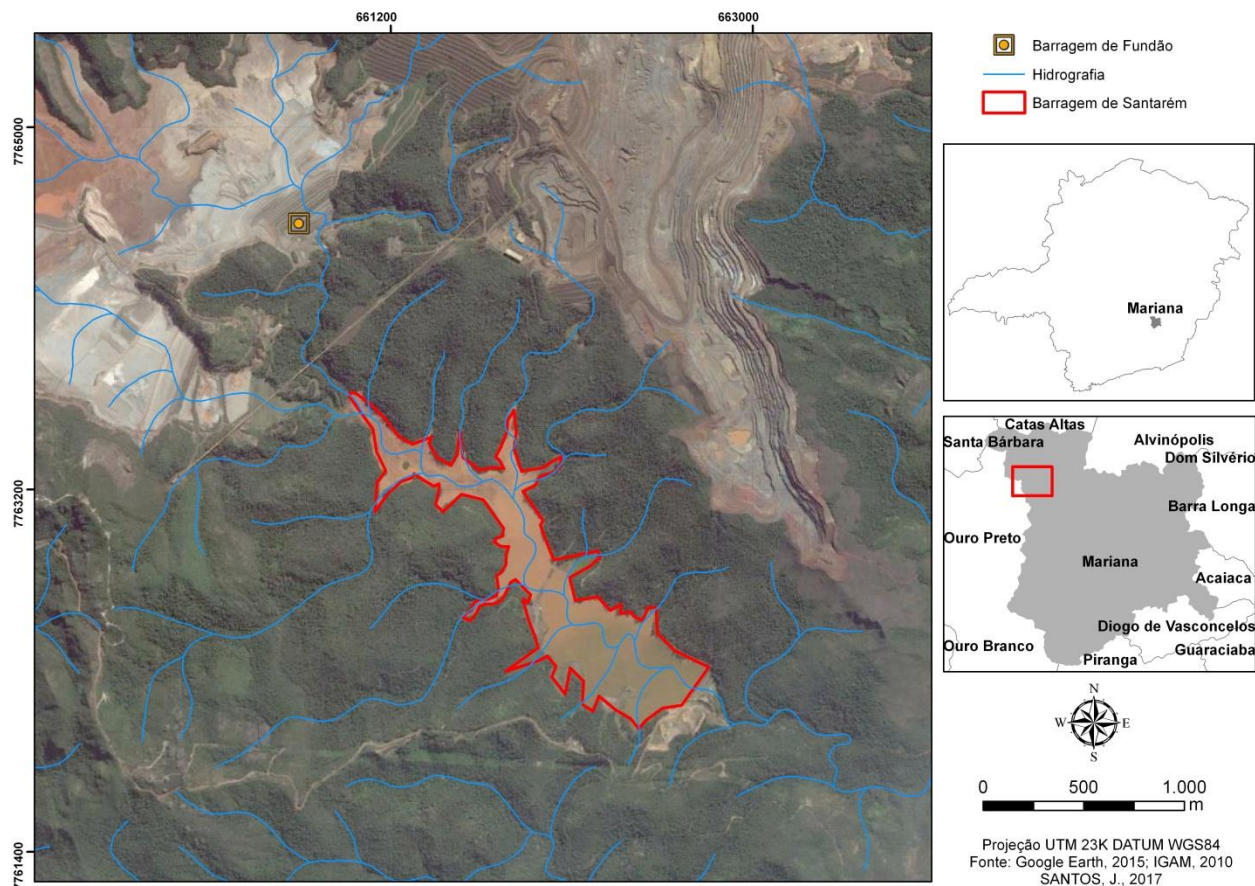 661200
663000
7765000
7763200
7761400
Barragem de Fundão
Hidrografia
Barragem de Santarém
Mariana
Catas Altas
Santa Bárbara
Alvinópolis
Dom Silvério
Barra Longa
Ouro Preto
Mariana
Acaiaca
Diogo de Vasconcelos
Ouro Branco
Guaraciaba
Piranga
N
W
E
S
0 500 1.000
m
Projeção UTM 23K DATUM WGS84
Fonte: Google Earth, 2015; IGAM, 2010
SANTOS, J., 2017